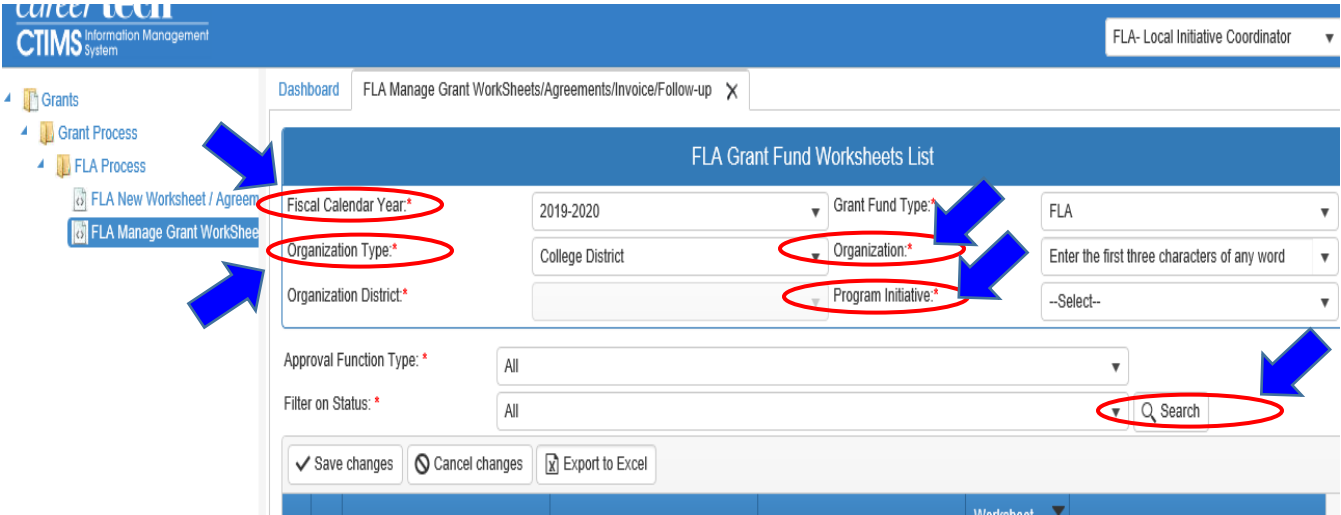 career tech
CTIMS Information Management System
FLA- Local Initiative Coordinator
Dashboard
FLA Manage Grant WorkSheets/Agreements/Invoice/Follow-up
Grants
Grant Process
FLA Process
FLA New Worksheet / Agreem
FLA Manage Grant WorkShee
FLA Grant Fund Worksheets List
Fiscal Calendar Year:* 2019-2020 Grant Fund Type:* FLA
Organization Type:* College District Organization:* Enter the first three characters of any word
Organization District:* Program Initiative:* --Select--
Approval Function Type: * All
Filter on Status: * All Search
Save changes Cancel changes Export to Excel
Worksheet